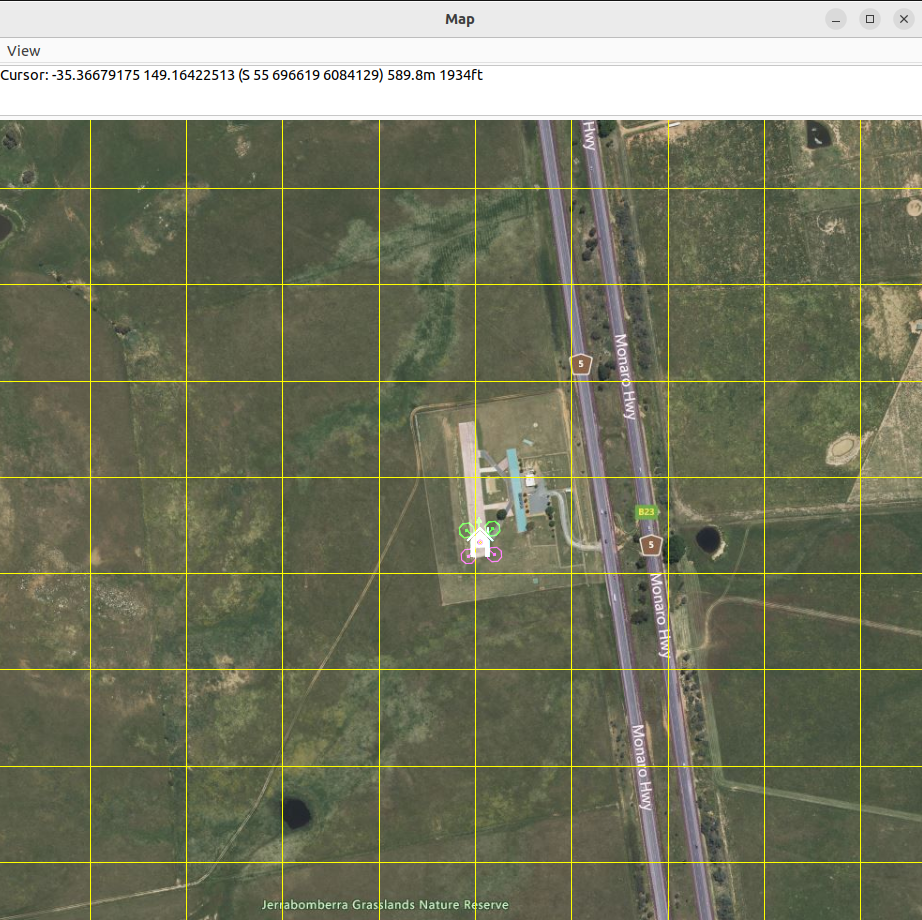 Map
View
Cursor: -35.36679175 149.16422513 (S 55 696619 6084129) 589.8m 1934ft
Hwy
5
Monaro Hwy
B23
5
Monaro Hwy
Monaro Hwy
Jerrabomberra Grasslands Nature Reserve